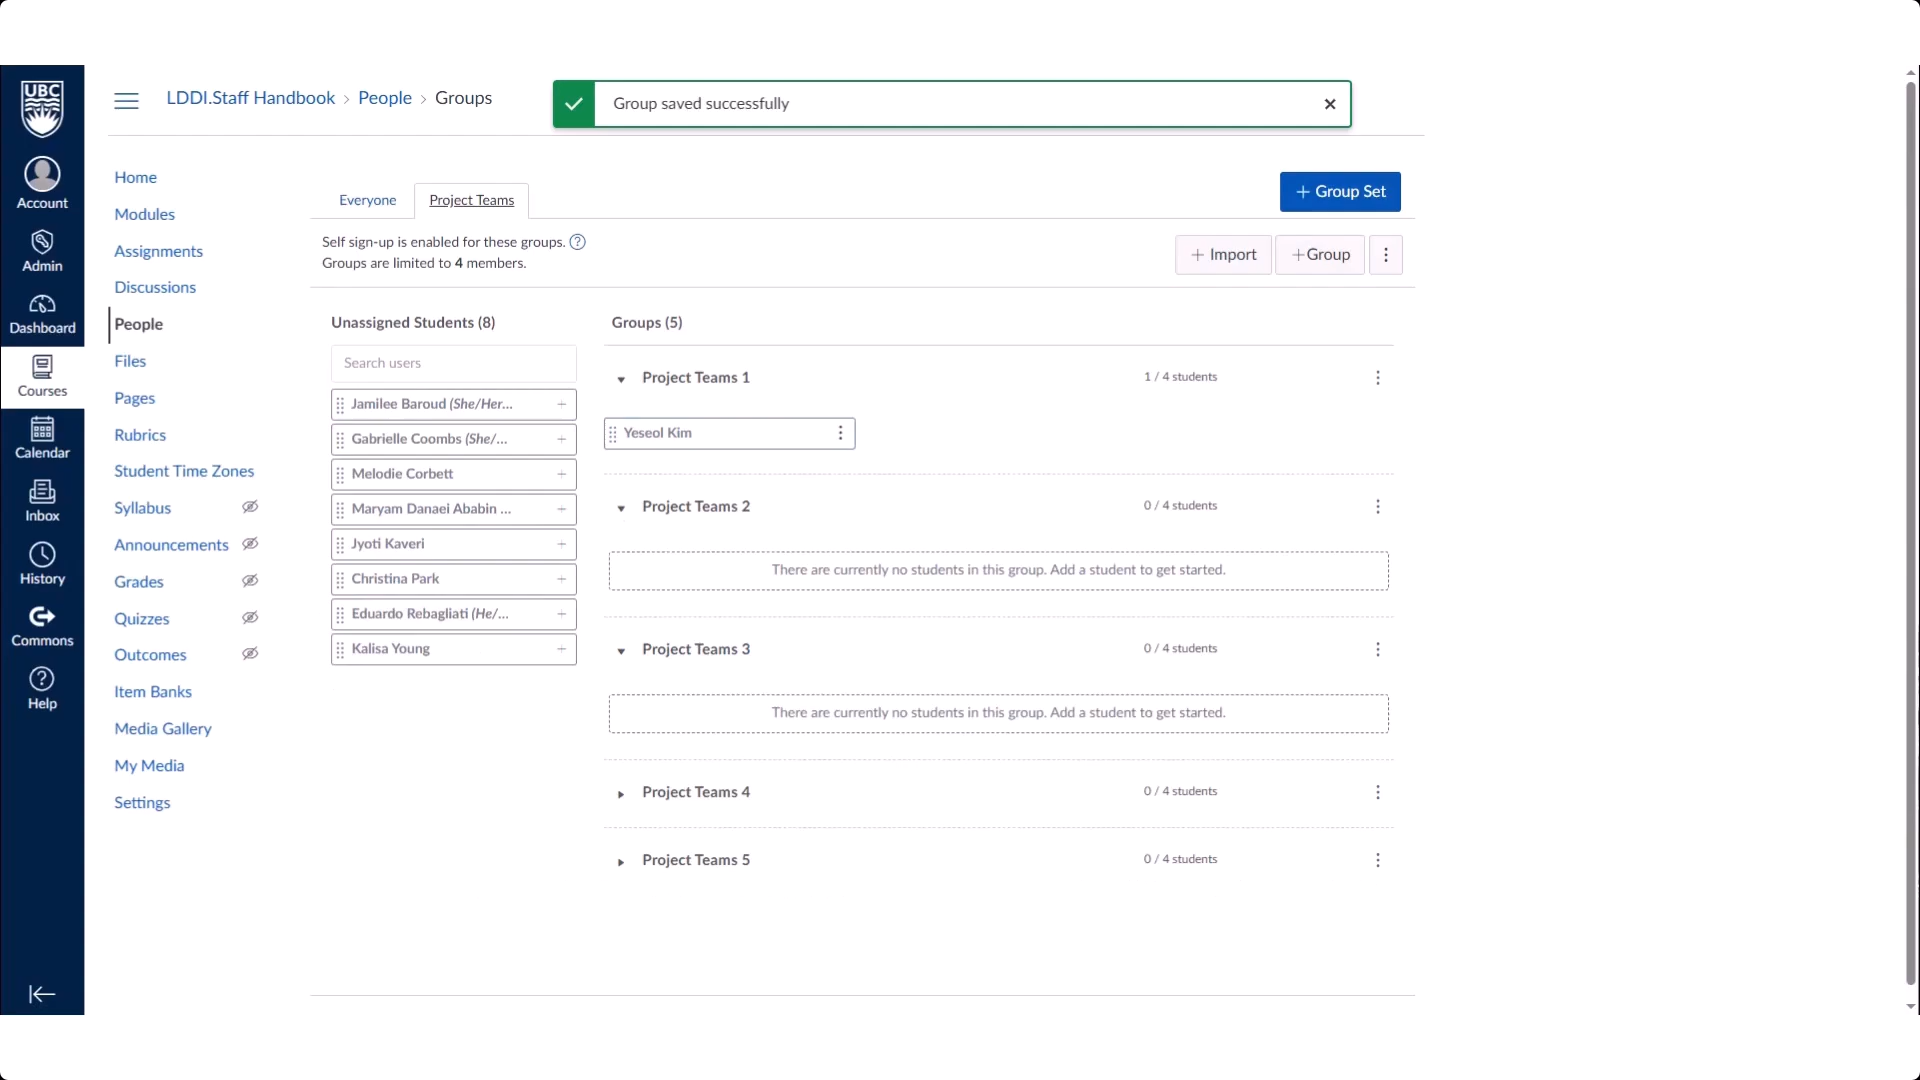 UBC
LDDI.Staff Handbook > People > Groups
Group saved successfully
Account
Admin
Dashboard
Courses
Calendar
Inbox
History
Commons
Help
Home
Modules
Assignments
Discussions
People
Files
Pages
Rubrics
Student Time Zones
Syllabus
Announcements
Grades
Quizzes
Outcomes
Item Banks
Media Gallery
My Media
Settings
Everyone
Project Teams
+ Group Set
Self sign-up is enabled for these groups. ?
Groups are limited to 4 members.
+ Import
+Group
Unassigned Students (8)
Search users
Jamilee Baroud (She/Her...
Gabrielle Coombs (She/...
Melodie Corbett
Maryam Danaei Ababin ...
Jyoti Kaveri
Christina Park
Eduardo Rebagliati (He/...
Kalisa Young
Groups (5)
Project Teams 1
1 / 4 students
Yeseol Kim
Project Teams 2
0 / 4 students
There are currently no students in this group. Add a student to get started.
Project Teams 3
0 / 4 students
There are currently no students in this group. Add a student to get started.
Project Teams 4
0 / 4 students
Project Teams 5
0 / 4 students